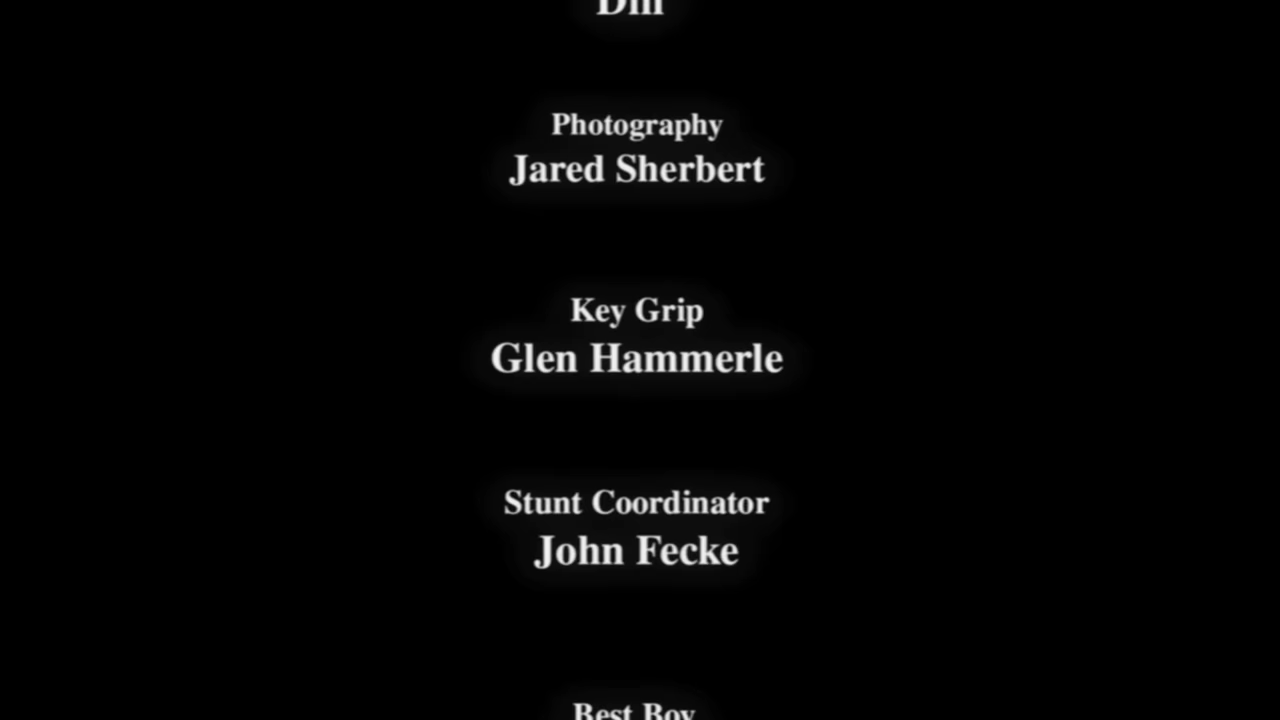 Photography
Jared Sherbert
Key Grip
Glen Hammerle
Stunt Coordinator
John Fecke
Best Boy